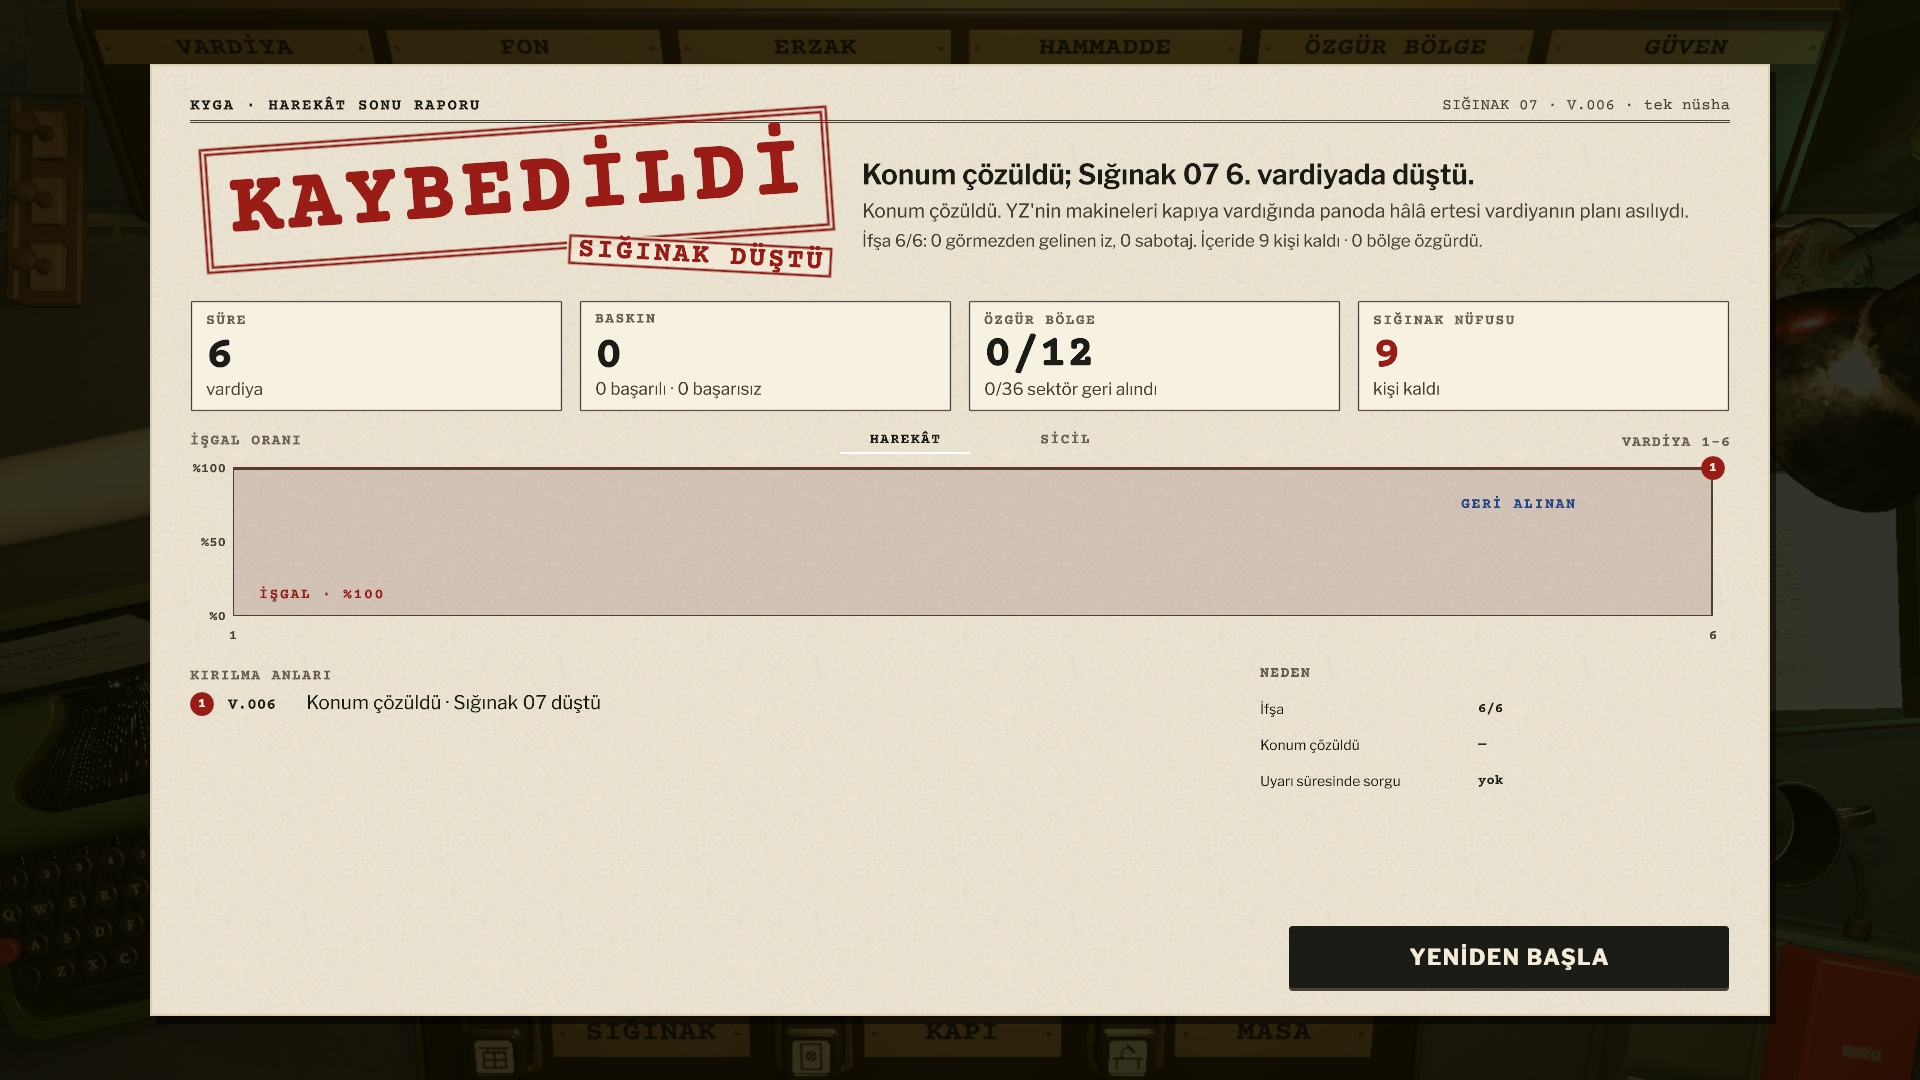 VARDİYA
FON
ERZAK
HAMMADDE
ÖZGÜR BÖLGE
GÜVEN
KYGA · HAREKÂT SONU RAPORU
SIĞINAK 07 · V.006 · tek nüsha
KAYBEDİLDİ
SIĞINAK DÜŞTÜ
Konum çözüldü; Sığınak 07 6. vardiyada düştü.
Konum çözüldü. YZ'nin makineleri kapıya vardığında panoda hâlâ ertesi vardiyanın planı asılıydı.
İfşa 6/6: 0 görmezden gelinen iz, 0 sabotaj. İçeride 9 kişi kaldı · 0 bölge özgürdü.
SÜRE
6
vardiya
BASKIN
0
0 başarılı · 0 başarısız
ÖZGÜR BÖLGE
0/12
0/36 sektör geri alındı
SIĞINAK NÜFUSU
9
kişi kaldı
İŞGAL ORANI
HAREKÂT
SİCİL
VARDİYA 1–6
%100
1
GERİ ALINAN
%50
İŞGAL · %100
%0
1
6
KIRILMA ANLARI
1 V.006 Konum çözüldü · Sığınak 07 düştü
NEDEN
İfşa 6/6
Konum çözüldü –
Uyarı süresinde sorgu yok
YENİDEN BAŞLA
SIĞINAK
KAPI
MASA
VARDİYA
Q W E R T
A S D F
Z X C